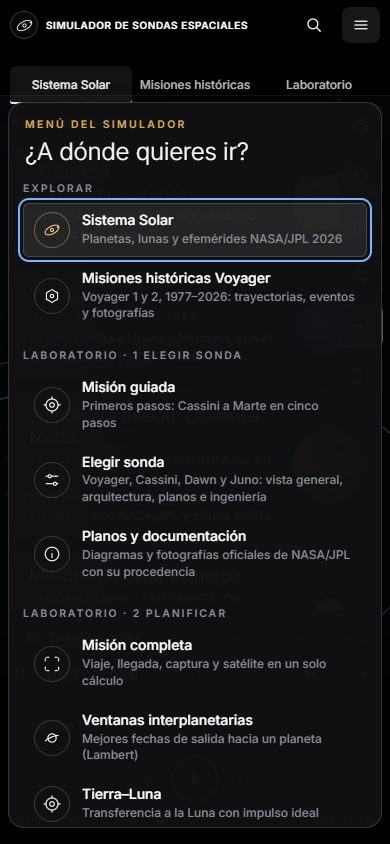 SIMULADOR DE SONDAS ESPACIALES
Sistema Solar
Misiones históricas
Laboratorio
MENÚ DEL SIMULADOR
¿A dónde quieres ir?
EXPLORAR
Sistema Solar
Planetas, lunas y efemérides NASA/JPL 2026
Misiones históricas Voyager
Voyager 1 y 2, 1977–2026: trayectorias, eventos
y fotografías
LABORATORIO · 1 ELEGIR SONDA
Misión guiada
Primeros pasos: Cassini a Marte en cinco
pasos
Elegir sonda
Voyager, Cassini, Dawn y Juno: vista general,
arquitectura, planos e ingeniería
Planos y documentación
Diagramas y fotografías oficiales de NASA/JPL
con su procedencia
LABORATORIO · 2 PLANIFICAR
Misión completa
Viaje, llegada, captura y satélite en un solo
cálculo
Ventanas interplanetarias
Mejores fechas de salida hacia un planeta
(Lambert)
Tierra–Luna
Transferencia a la Luna con impulso ideal